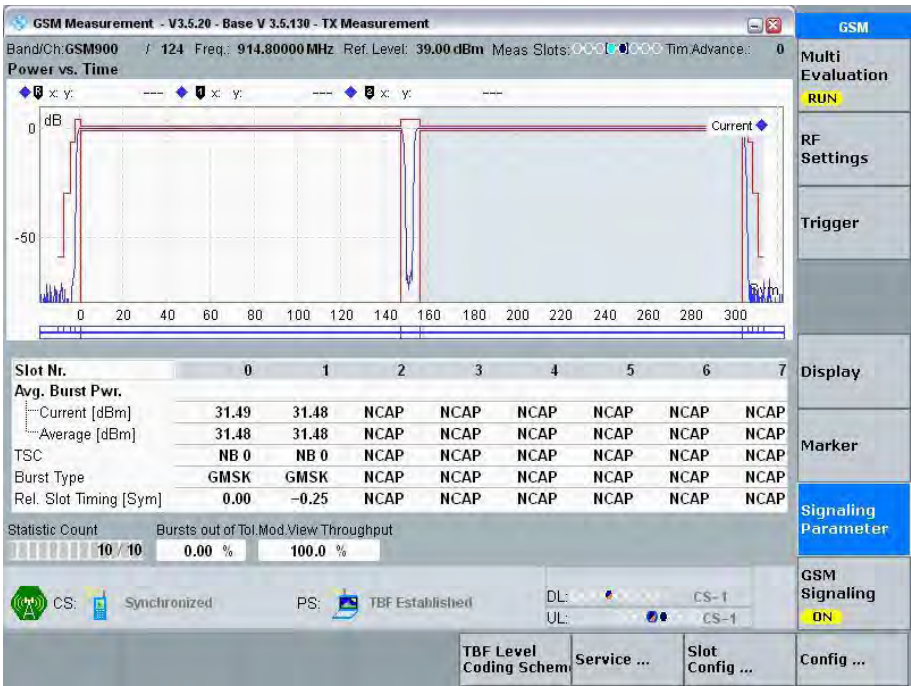 GSM Measurement - V3.5.20 - Base V 3.5.130 - TX Measurement
GSM
Band/Ch: GSM900 / 124 Freq.: 914.80000 MHz Ref. Level: 39.00 dBm Meas Slots: Tim.Advance.: 0
Power vs. Time
R x: y: --- 1 x: y: --- 2 x: y: ---
dB
Current
0
-50
Sym
0 20 40 60 80 100 120 140 160 180 200 220 240 260 280 300
Slot Nr. 0 1 2 3 4 5 6 7
Avg. Burst Pwr.
Current [dBm] 31.49 31.48 NCAP NCAP NCAP NCAP NCAP NCAP
Average [dBm] 31.48 31.48 NCAP NCAP NCAP NCAP NCAP NCAP
TSC NB 0 NB 0 NCAP NCAP NCAP NCAP NCAP NCAP
Burst Type GMSK GMSK NCAP NCAP NCAP NCAP NCAP NCAP
Rel. Slot Timing [Sym] 0.00 -0.25 NCAP NCAP NCAP NCAP NCAP NCAP
Statistic Count Bursts out of Tol. Mod.View Throughput
10 / 10 0.00 % 100.0 %
CS: Synchronized PS: TBF Established
DL: CS-1
UL: CS-1
Multi
Evaluation
RUN
RF
Settings
Trigger
Display
Marker
Signaling
Parameter
GSM
Signaling
ON
TBF Level
Coding Schem
Service ...
Slot
Config ...
Config ...